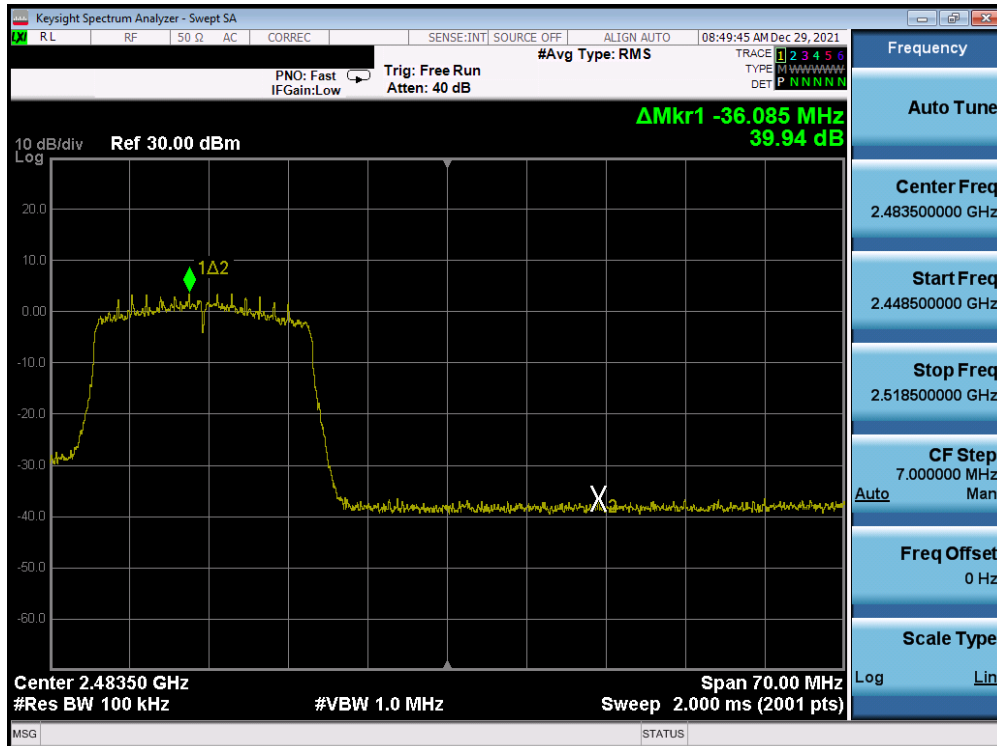 Keysight Spectrum Analyzer - Swept SA
LXI RL RF 50 Ω AC CORREC SENSE:INT SOURCE OFF ALIGN AUTO 08:49:45 AM Dec 29, 2021
#Avg Type: RMS
TRACE 1 2 3 4 5 6
PNO: Fast Trig: Free Run
TYPE M W W W W W
IFGain:Low Atten: 40 dB
DET P N N N N N
ΔMkr1 -36.085 MHz
39.94 dB
10 dB/div Ref 30.00 dBm
Log
20.0
10.0
1Δ2
0.00
-10.0
-20.0
-30.0
X2
-40.0
-50.0
-60.0
Center 2.48350 GHz Span 70.00 MHz
#Res BW 100 kHz #VBW 1.0 MHz Sweep 2.000 ms (2001 pts)
MSG STATUS
Frequency
Auto Tune
Center Freq
2.483500000 GHz
Start Freq
2.448500000 GHz
Stop Freq
2.518500000 GHz
CF Step
7.000000 MHz
Auto Man
Freq Offset
0 Hz
Scale Type
Log Lin